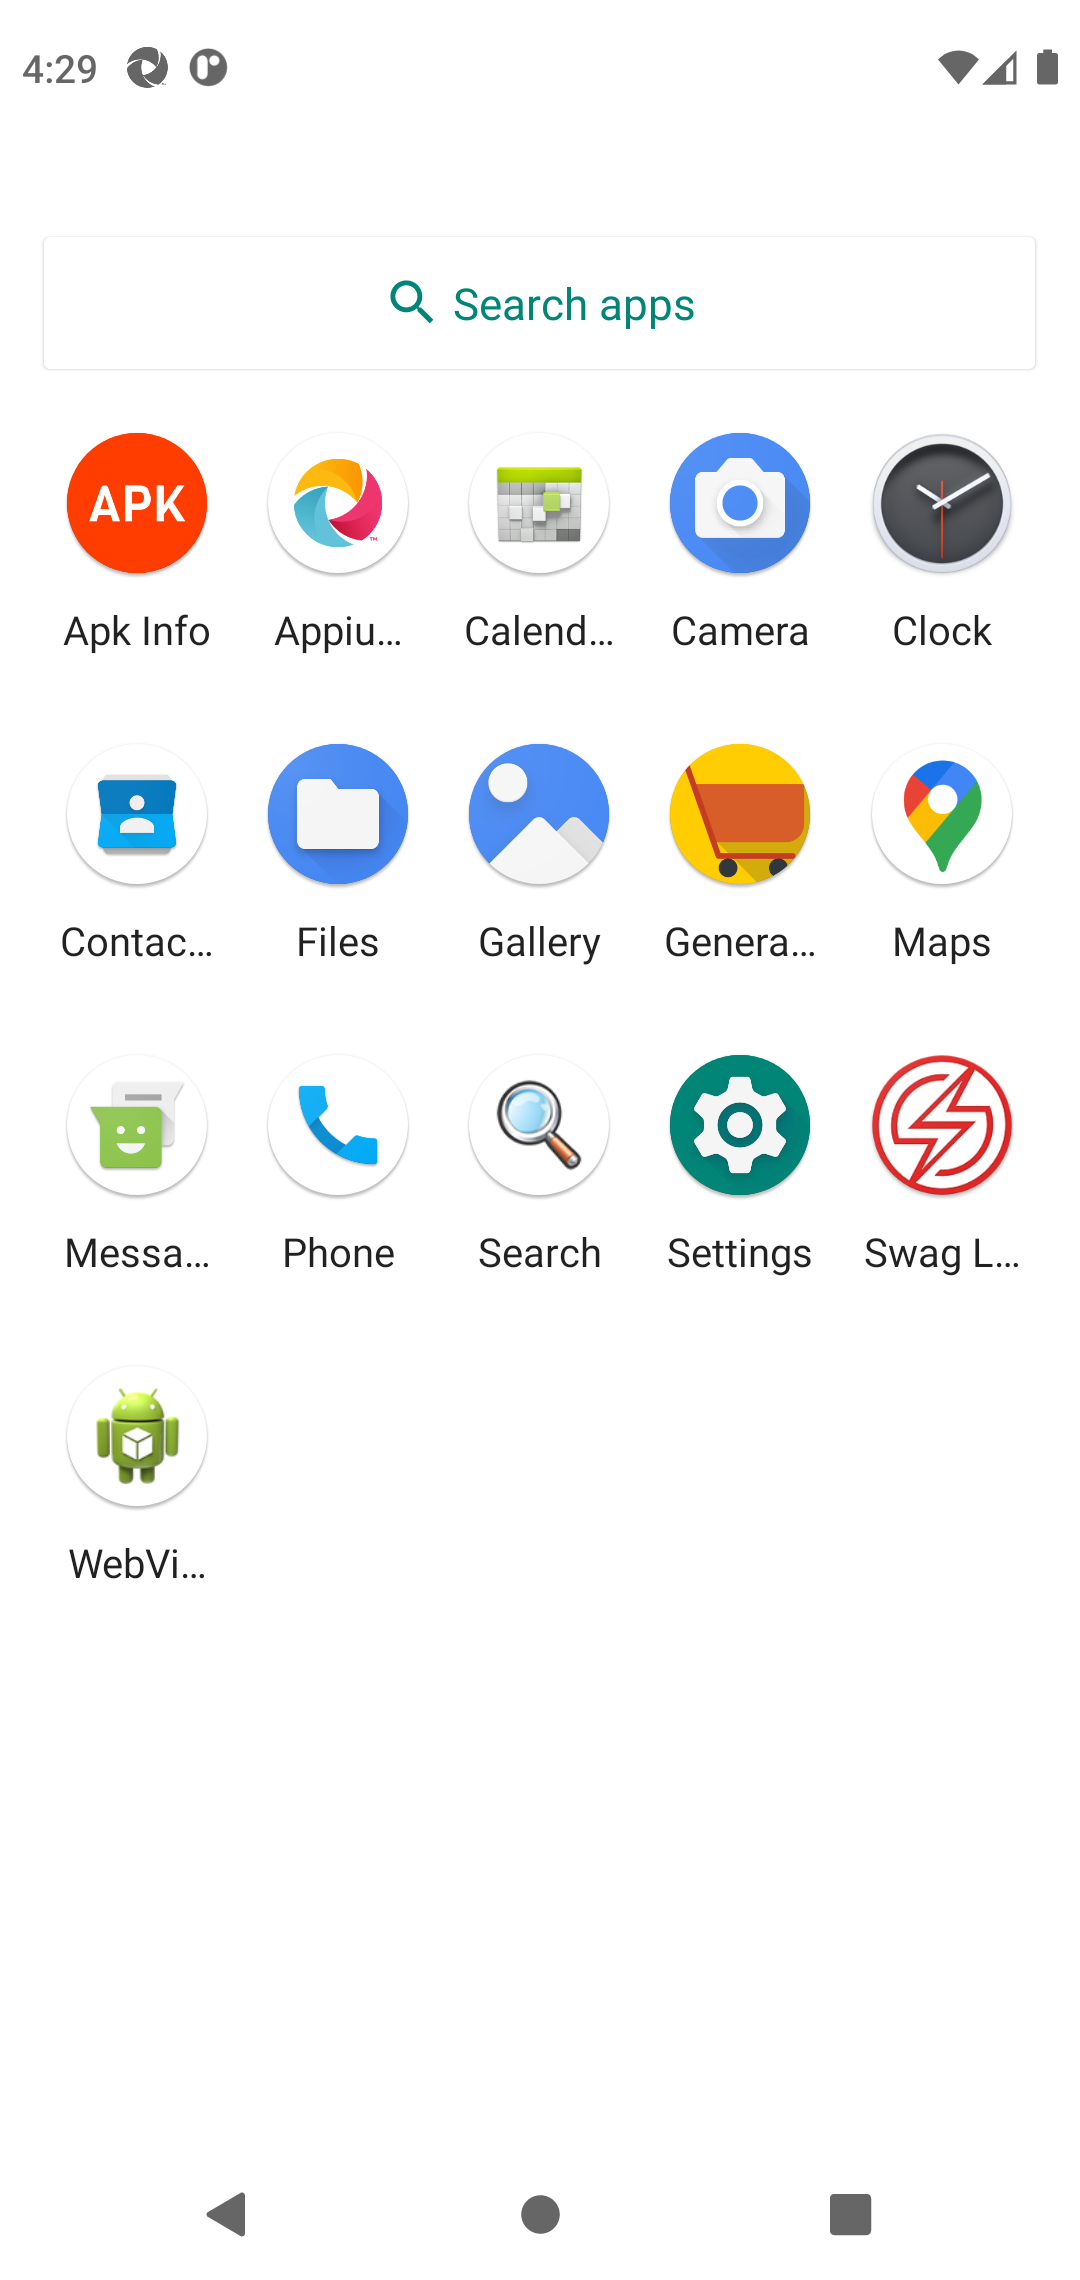 4:29
Search apps
APK
Apk Info
Appiu…
Calend…
Camera
Clock
Contac…
Files
Gallery
Genera…
Maps
Messa…
Phone
Search
Settings
Swag L…
WebVi…